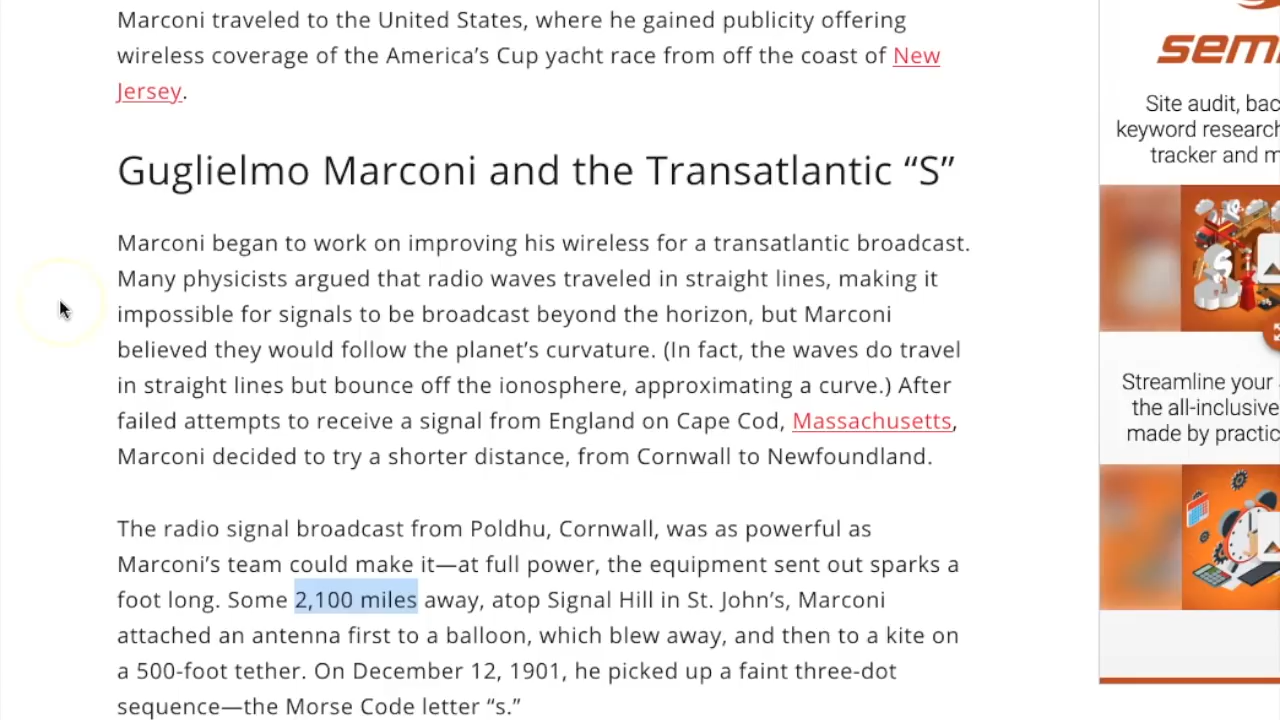 Marconi traveled to the United States, where he gained publicity offering
wireless coverage of the America’s Cup yacht race from off the coast of New
Jersey.
Guglielmo Marconi and the Transatlantic “S”
Marconi began to work on improving his wireless for a transatlantic broadcast.
Many physicists argued that radio waves traveled in straight lines, making it
impossible for signals to be broadcast beyond the horizon, but Marconi
believed they would follow the planet’s curvature. (In fact, the waves do travel
in straight lines but bounce off the ionosphere, approximating a curve.) After
failed attempts to receive a signal from England on Cape Cod, Massachusetts,
Marconi decided to try a shorter distance, from Cornwall to Newfoundland.
The radio signal broadcast from Poldhu, Cornwall, was as powerful as
Marconi’s team could make it—at full power, the equipment sent out sparks a
foot long. Some 2,100 miles away, atop Signal Hill in St. John’s, Marconi
attached an antenna first to a balloon, which blew away, and then to a kite on
a 500-foot tether. On December 12, 1901, he picked up a faint three-dot
sequence—the Morse Code letter “s.”
Site audit,
keyword
tracker and
Streamline your
the all-inclusive
made by